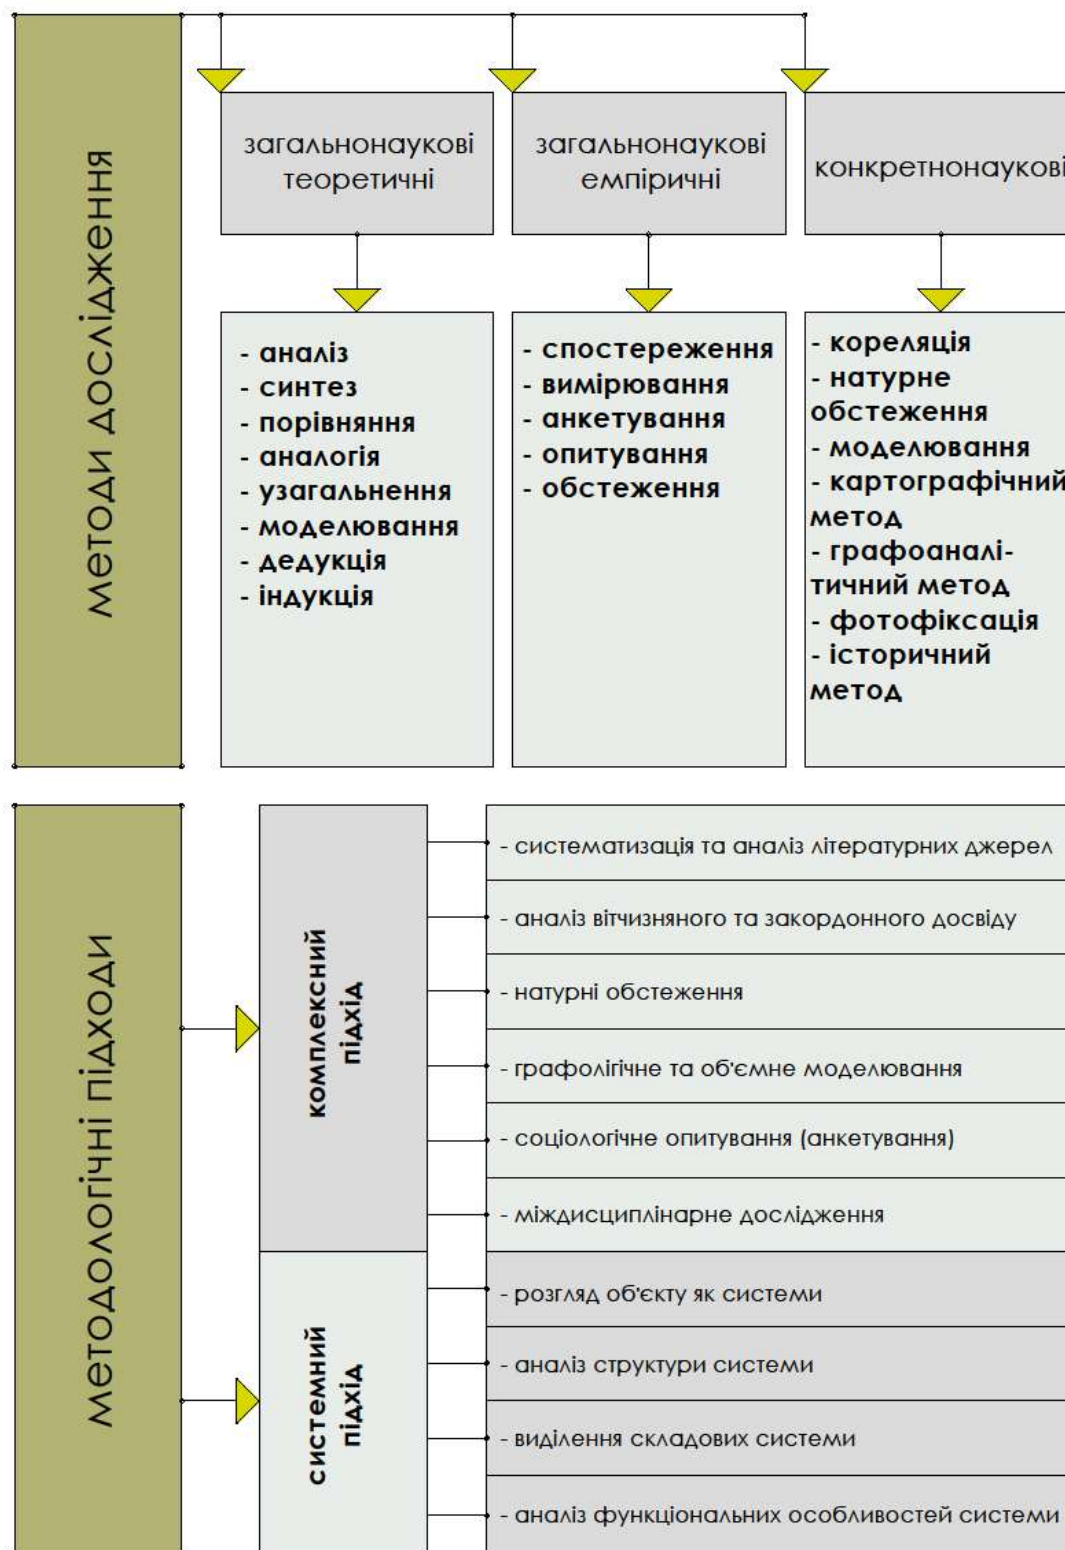 методи дослідження
загальнонаукові
теоретичні
загальнонаукові
емпіричні
конкретнонаукові
- аналіз
- синтез
- порівняння
- аналогія
- узагальнення
- моделювання
- дедукція
- індукція
- спостереження
- вимірювання
- анкетування
- опитування
- обстеження
- кореляція
- натурне
обстеження
- моделювання
- картографічний
метод
- графоаналі-
тичний метод
- фотофіксація
- історичний
метод
методологічні підходи
комплексний
підхід
- систематизація та аналіз літературних джерел
- аналіз вітчизняного та закордонного досвіду
- натурні обстеження
- графолігічне та об'ємне моделювання
- соціологічне опитування (анкетування)
- міждисциплінарне дослідження
системний
підхід
- розгляд об'єкту як системи
- аналіз структури системи
- виділення складових системи
- аналіз функціональних особливостей системи